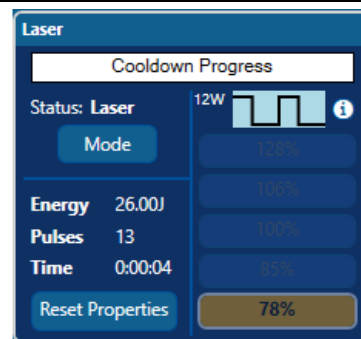 Laser
Cooldown Progress
Status: Laser
Mode
Energy 26.00J
Pulses 13
Time 0:00:04
Reset Properties
12W
128%
106%
100%
85%
78%